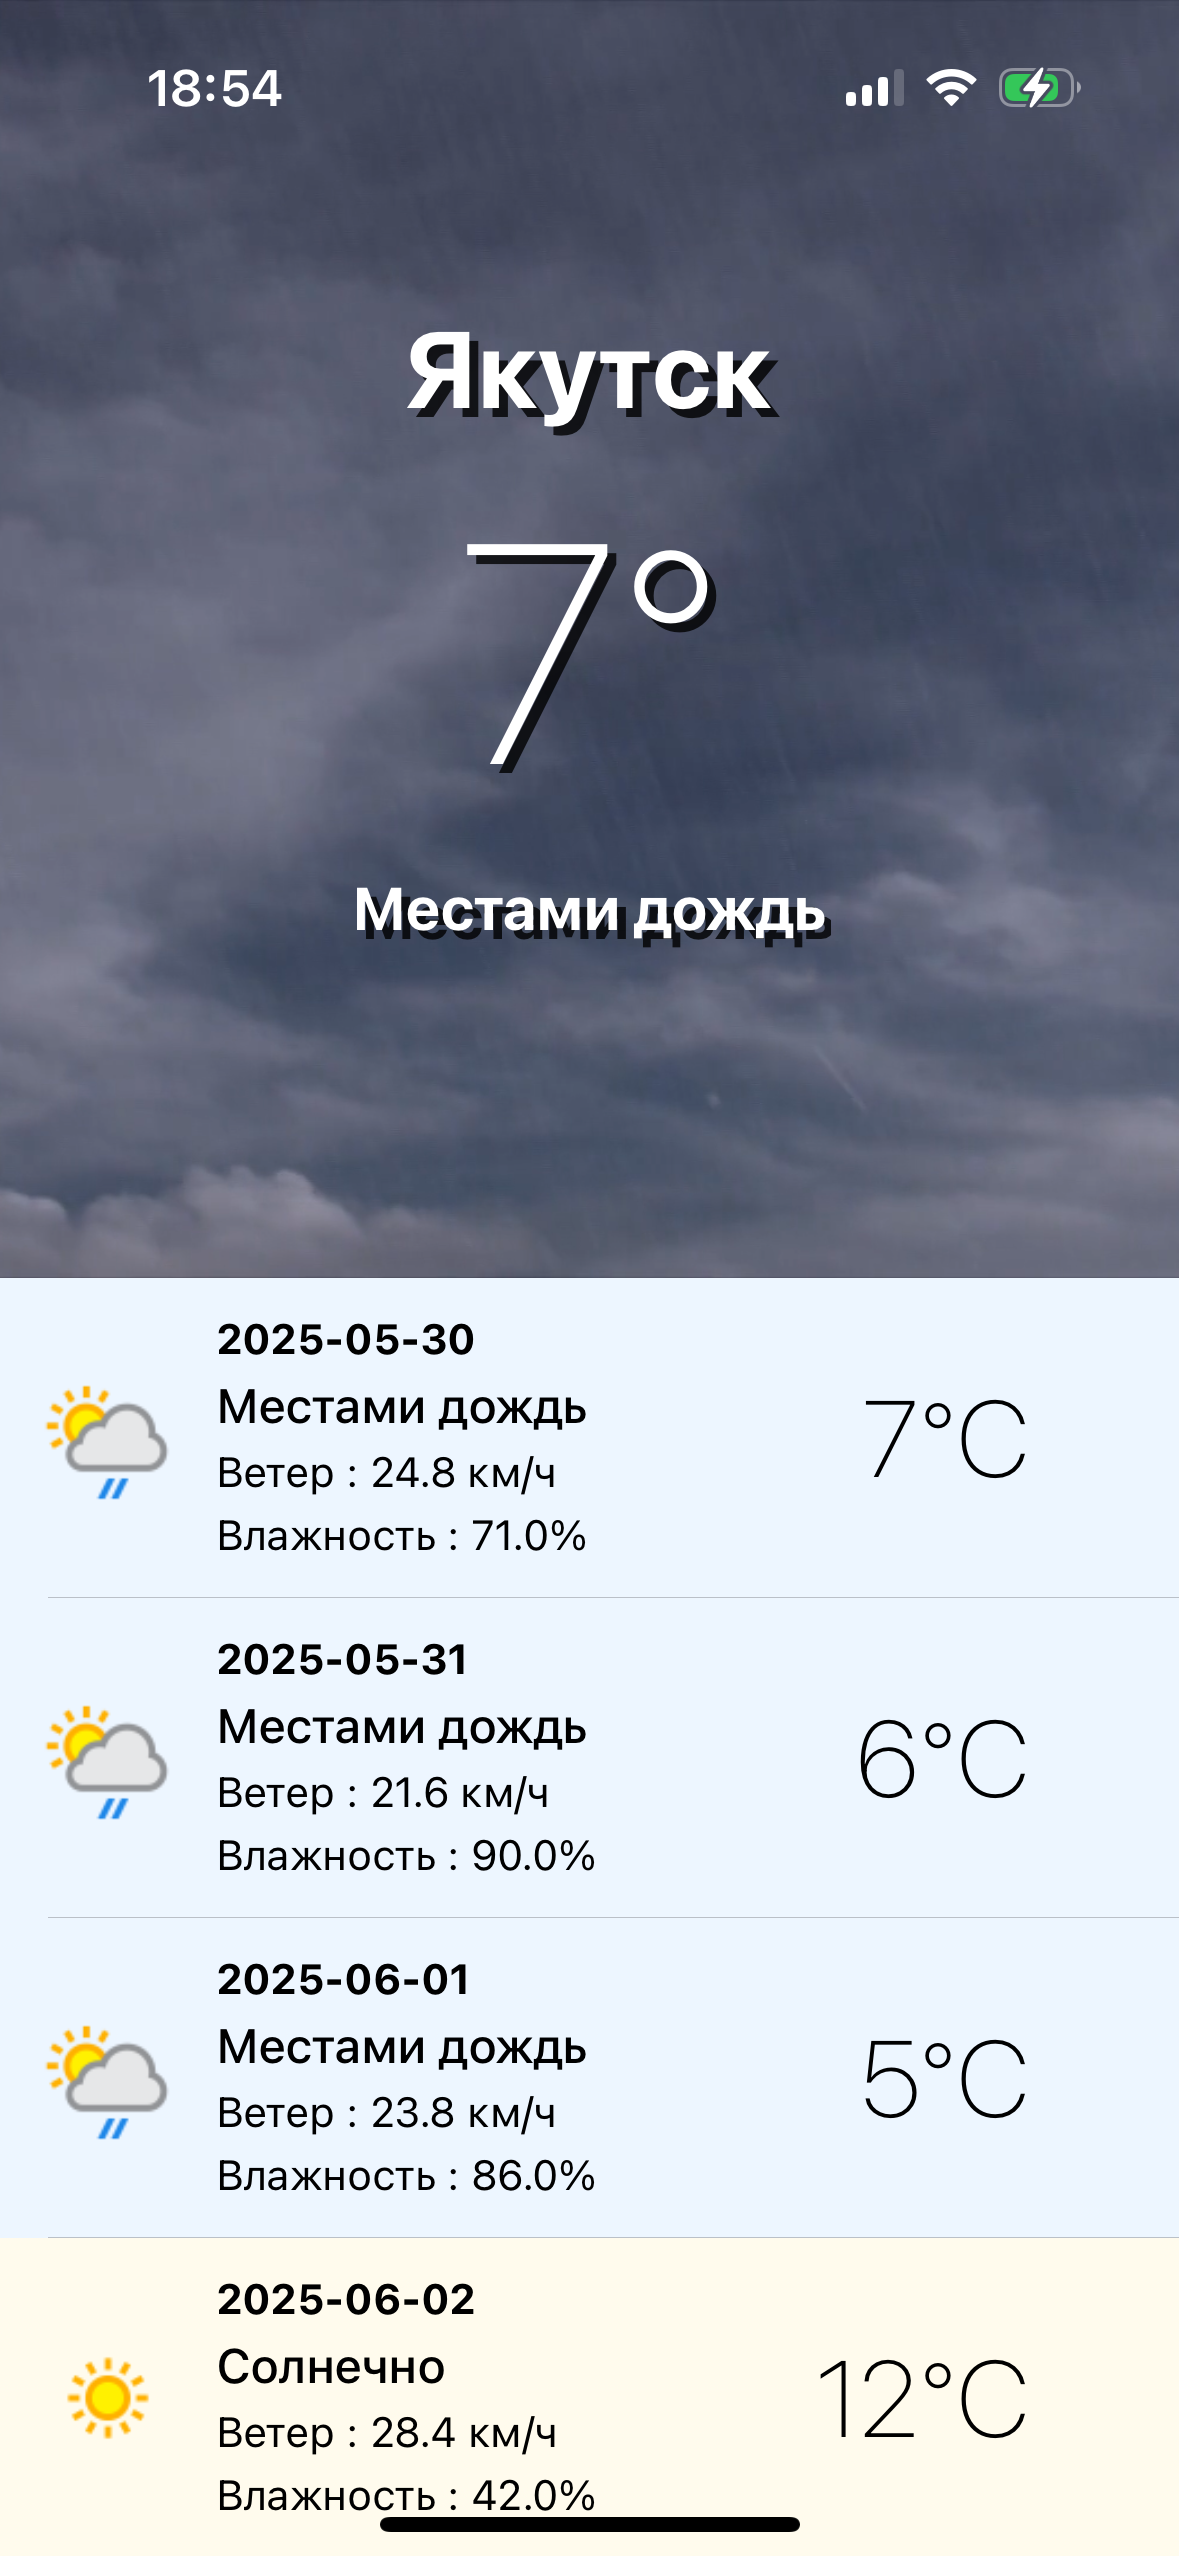 18:54
Якутск
7°
Местами дождь
2025-05-30
Местами дождь
7°C
Ветер : 24.8 км/ч
Влажность : 71.0%
2025-05-31
Местами дождь
6°C
Ветер : 21.6 км/ч
Влажность : 90.0%
2025-06-01
Местами дождь
5°C
Ветер : 23.8 км/ч
Влажность : 86.0%
2025-06-02
Солнечно
12°C
Ветер : 28.4 км/ч
Влажность : 42.0%